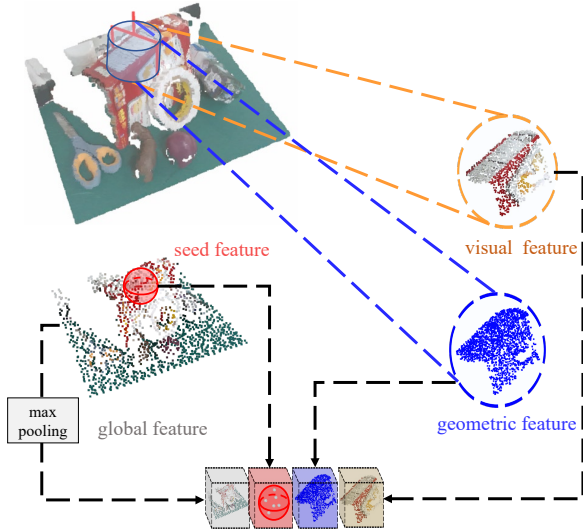 seed feature
visual feature
max
pooling
global feature
geometric feature